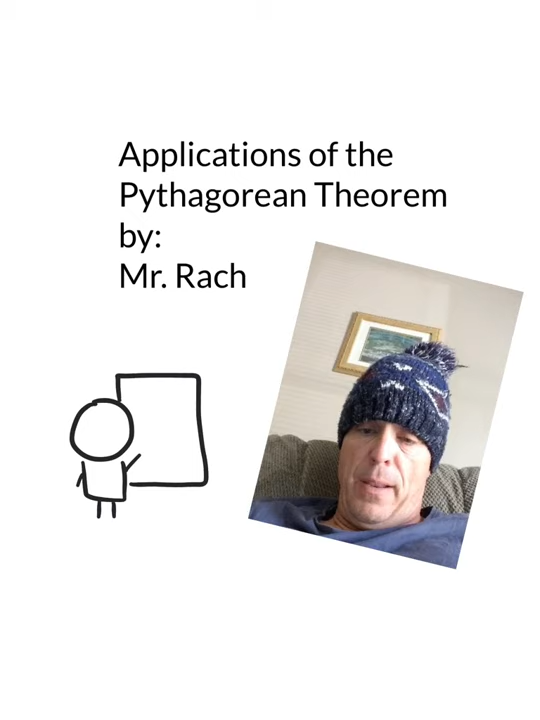 Applications of the
Pythagorean Theorem
by:
Mr. Rach